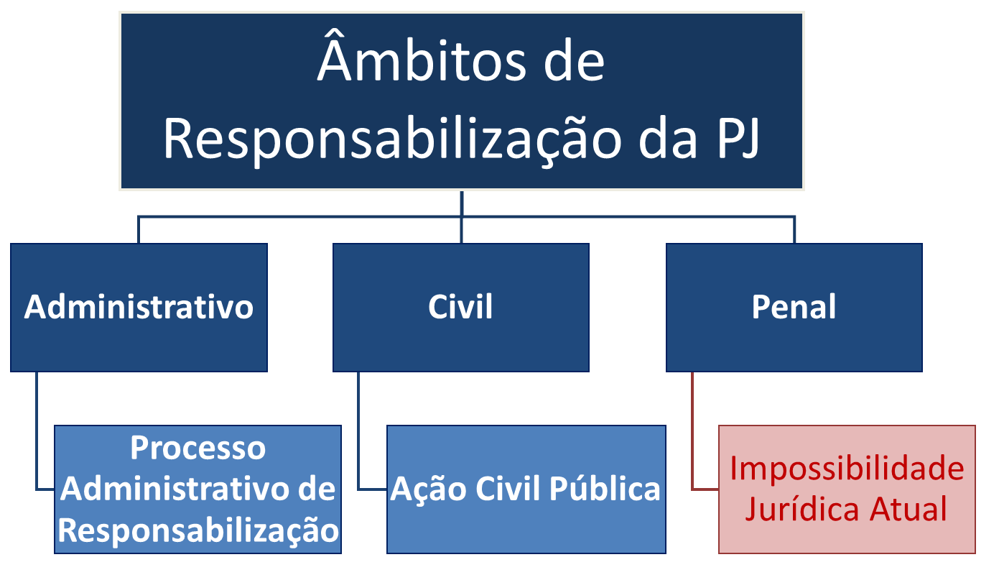 Âmbitos de
Responsabilização da PJ
Administrativo
Civil
Penal
Processo
Administrativo de
Responsabilização
Ação Civil Pública
Impossibilidade
Jurídica Atual